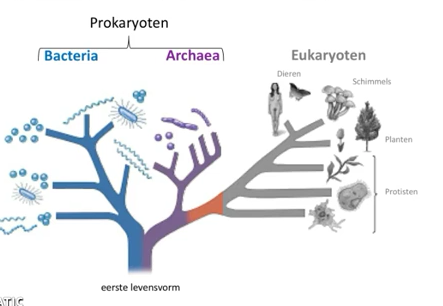 Prokaryoten
Bacteria
Archaea
Eukaryoten
Dieren
Schimmels
Planten
Protisten
eerste levensvorm